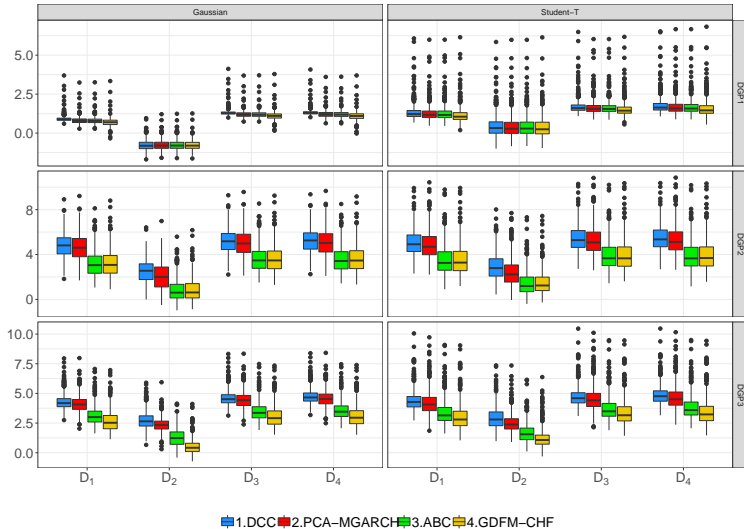 Gaussian Student−T
5.0
2.5
0.0
DGP1
8
4
0
DGP2
10.0
7.5
5.0
2.5
0.0
DGP3
D1 D2 D3 D4 D1 D2 D3 D4
1.DCC 2.PCA−MGARCH 3.ABC 4.GDFM−CHF